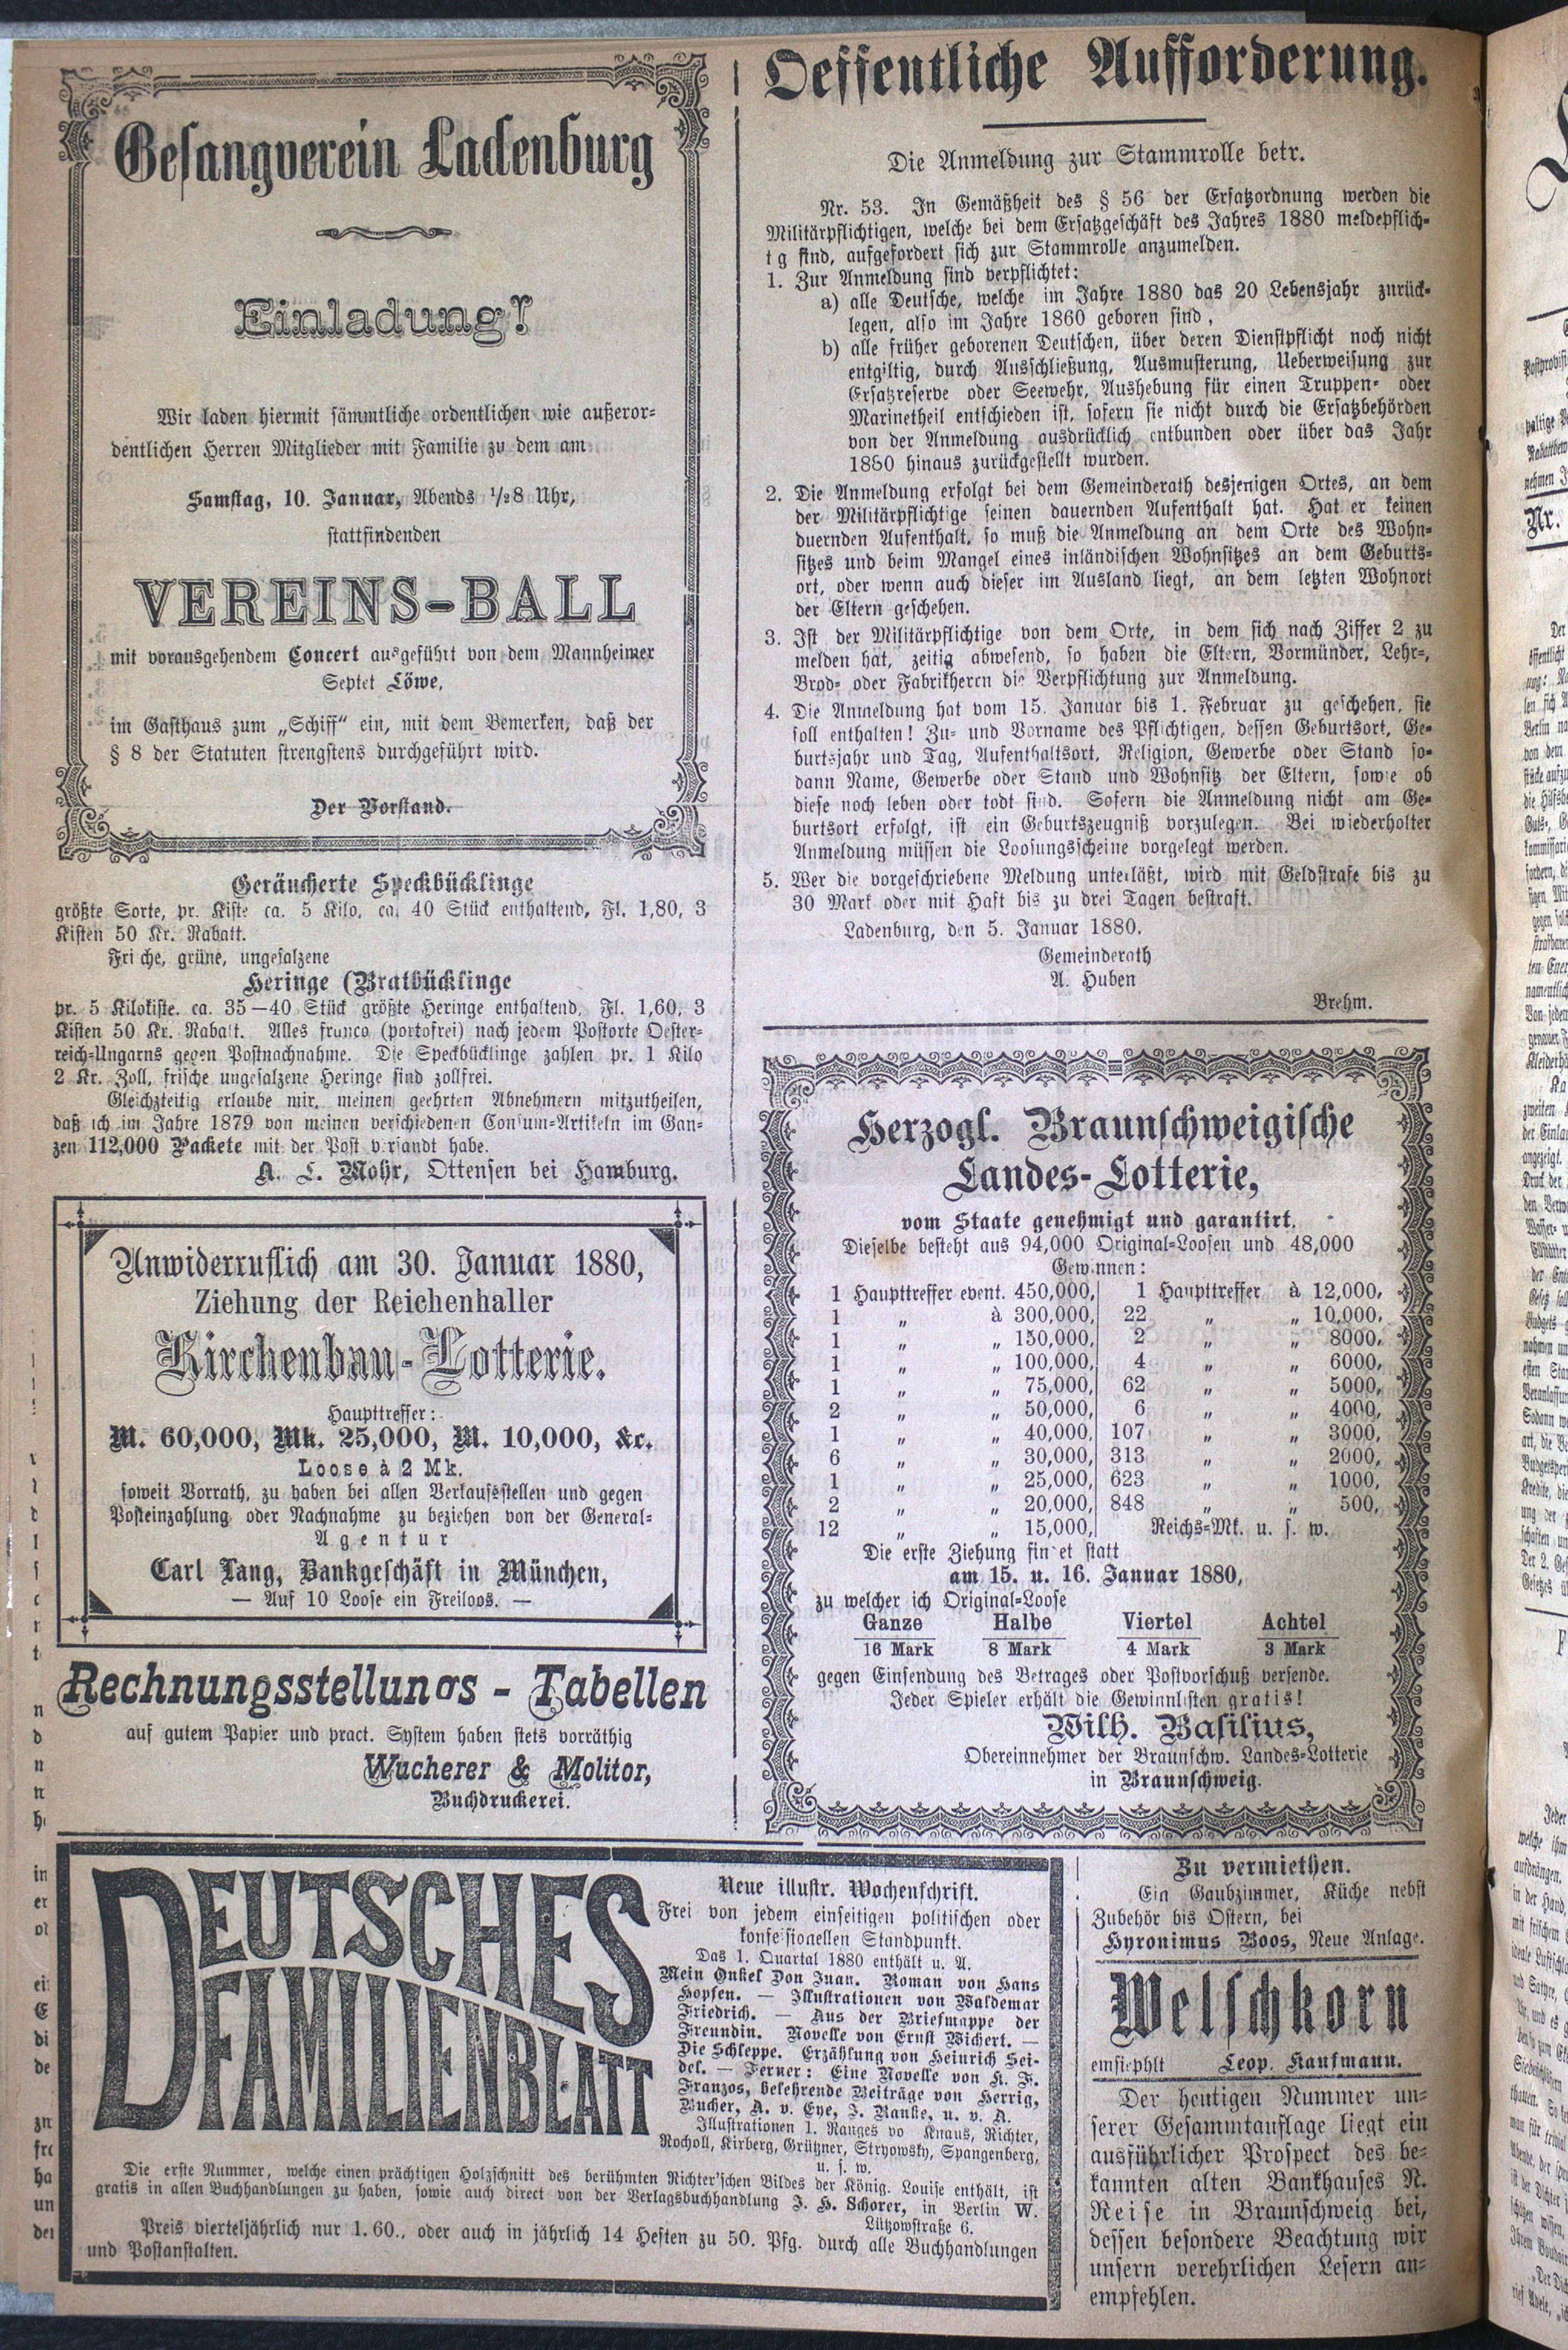 Gesangverein Ladenburg
Einladung!
Wir laden hiermit sämmtliche ordentlichen wie außeror-
dentlichen Herren Mitglieder mit Familie zu dem am
Samstag, 10. Januar, Abends ½8 Uhr,
stattfindenden
VEREINS-BALL
mit vorausgehendem Concert ausgeführt von dem Mannheimer
Septet Löwe,
im Gasthaus zum „Schiff“ ein, mit dem Bemerken, daß der
§ 8 der Statuten strengstens durchgeführt wird.
Der Vorstand.
Geräucherte Speckbücklinge
größte Sorte, pr. Kiste ca. 5 Kilo, ca. 40 Stück enthaltend, Fl. 1,80, 3
Kisten 50 Kr. Rabatt.
Fri che, grüne, ungesalzene
Heringe (Bratbücklinge
pr. 5 Kilokiste. ca. 35—40 Stück größte Heringe enthaltend, Fl. 1,60, 3
Kisten 50 Kr. Rabatt. Alles franco (portofrei) nach jedem Postorte Oester-
reich-Ungarns gegen Postnachnahme. Die Speckbücklinge zahlen pr. 1 Kilo
2 Kr. Zoll, frische ungesalzene Heringe sind zollfrei.
Gleichzteitig erlaube mir, meinen geehrten Abnehmern mitzutheilen,
daß ich im Jahre 1879 von meinen verschiedenen Consum-Artikeln im Gan-
zen 112,000 Packete mit der Post v rsandt habe.
A. L. Mohr, Ottensen bei Hamburg.
Unwiderruflich am 30. Januar 1880,
Ziehung der Reichenhaller
Kirchenbau-Lotterie.
Haupttreffer:
M. 60,000, Mk. 25,000, M. 10,000, &c.
Loose à 2 Mk.
soweit Vorrath, zu haben bei allen Verkaufsstellen und gegen
Posteinzahlung oder Nachnahme zu beziehen von der General-
Agentur
Carl Lang, Bankgeschäft in München,
— Auf 10 Loose ein Freiloos. —
Rechnungsstellungs - Tabellen
auf gutem Papier und pract. System haben stets vorräthig
Wucherer & Molitor,
Buchdruckerei.
Oeffentliche Aufforderung.
Die Anmeldung zur Stammrolle betr.
Nr. 53. In Gemäßheit des § 56 der Ersatzordnung werden die
Militärpflichtigen, welche bei dem Ersatzgeschäft des Jahres 1880 meldepflich-
t g sind, aufgefordert sich zur Stammrolle anzumelden.
1. Zur Anmeldung sind verpflichtet:
a) alle Deutsche, welche im Jahre 1880 das 20 Lebensjahr zurück-
legen, also im Jahre 1860 geboren sind,
b) alle früher geborenen Deutschen, über deren Dienstpflicht noch nicht
entgiltig, durch Ausschließung, Ausmusterung, Ueberweisung zur
Ersatzreserve oder Seewehr, Aushebung für einen Truppen- oder
Marinetheil entschieden ist, sofern sie nicht durch die Ersatzbehörden
von der Anmeldung ausdrücklich entbunden oder über das Jahr
1880 hinaus zurückgestellt wurden.
2. Die Anmeldung erfolgt bei dem Gemeinderath desjenigen Ortes, an dem
der Militärpflichtige seinen dauernden Aufenthalt hat. Hat er keinen
duernden Aufenthalt, so muß die Anmeldung an dem Orte des Wohn-
sitzes und beim Mangel eines inländischen Wohnsitzes an dem Geburts-
ort, oder wenn auch dieser im Ausland liegt, an dem letzten Wohnort
der Eltern geschehen.
3. Ist der Militärpflichtige von dem Orte, in dem sich nach Ziffer 2 zu
melden hat, zeitig abwesend, so haben die Eltern, Vormünder, Lehr-,
Brod- oder Fabrikherrn die Verpflichtung zur Anmeldung.
4. Die Anmeldung hat vom 15. Januar bis 1. Februar zu geschehen, sie
soll enthalten! Zu- und Vorname des Pflichtigen, dessen Geburtsort, Ge-
burtsjahr und Tag, Aufenthaltsort, Religion, Gewerbe oder Stand so-
dann Name, Gewerbe oder Stand und Wohnsitz der Eltern, sowie ob
diese noch leben oder todt sind. Sofern die Anmeldung nicht am Ge-
burtsort erfolgt, ist ein Geburtszeugniß vorzulegen. Bei wiederholter
Anmeldung müssen die Loosungsscheine vorgelegt werden.
5. Wer die vorgeschriebene Meldung unterläßt, wird mit Geldstrafe bis zu
30 Mark oder mit Haft bis zu drei Tagen bestraft.
Ladenburg, den 5. Januar 1880.
Gemeinderath
A. Huben
Brehm.
Herzogl. Braunschweigische
Landes-Lotterie,
vom Staate genehmigt und garantirt.
Dieselbe besteht aus 94,000 Original-Loosen und 48,000
Gewinnen:
1 Haupttreffer event. 450,000, 1 Haupttreffer à 12,000,
1 „ à 300,000, 22 „ „ 10,000,
1 „ „ 150,000, 2 „ „ 8000,
1 „ „ 100,000, 4 „ „ 6000,
1 „ „ 75,000, 62 „ „ 5000,
2 „ „ 50,000, 6 „ „ 4000,
1 „ „ 40,000, 107 „ „ 3000,
6 „ „ 30,000, 313 „ „ 2000,
1 „ „ 25,000, 623 „ „ 1000,
2 „ „ 20,000, 848 „ „ 500,
12 „ „ 15,000, Reichs-Mk. u. s. w.
Die erste Ziehung fin et statt
am 15. u. 16. Januar 1880,
zu welcher ich Original-Loose
Ganze Halbe Viertel Achtel
16 Mark 8 Mark 4 Mark 3 Mark
gegen Einsendung des Betrages oder Postvorschuß versende.
Jeder Spieler erhält die Gewinnlisten gratis!
Wilh. Basilius,
Obereinnehmer der Braunschw. Landes-Lotterie
in Braunschweig.
DEUTSCHES
FAMILIENBLATT
Neue illustr. Wochenschrift.
Frei von jedem einseitigen politischen oder
konfessionellen Standpunkt.
Das 1. Quartal 1880 enthält u. A.
Mein Onkel Don Juan. Roman von Hans
Hopfen. — Illustrationen von Waldemar
Friedrich. — Aus der Briefmappe der
Freundin. Novelle von Ernst Wichert. —
Die Schleppe. Erzählung von Heinrich Sei-
del. — Ferner: Eine Novelle von K. F.
Franzos, belehrende Beiträge von Herrig,
Bucher, A. v. Eye, J. Ranke, u. v. A.
Illustrationen 1. Ranges vo Knaus, Richter,
Rocholl, Kirberg, Grützner, Stryowsky, Spangenberg,
u. s. w.
Die erste Nummer, welche einen prächtigen Holzschnitt des berühmten Richter'schen Bildes der König. Louise enthält, ist
gratis in allen Buchhandlungen zu haben, sowie auch direct von der Verlagsbuchhandlung J. H. Schorer, in Berlin W.
Lützowstraße 6.
Preis vierteljährlich nur 1.60., oder auch in jährlich 14 Heften zu 50. Pfg. durch alle Buchhandlungen
und Postanstalten.
Zu vermiethen.
Ein Gaubzimmer, Küche nebst
Zubehör bis Ostern, bei
Hyronimus Boos, Neue Anlage.
Welschkorn
emfiephlt Leop. Kaufmann.
Der heutigen Nummer un-
serer Gesammtauflage liegt ein
ausführlicher Prospect des be-
kannten alten Bankhauses N.
Reise in Braunschweig bei,
dessen besondere Beachtung wir
unsern verehrlichen Lesern an-
empfehlen.